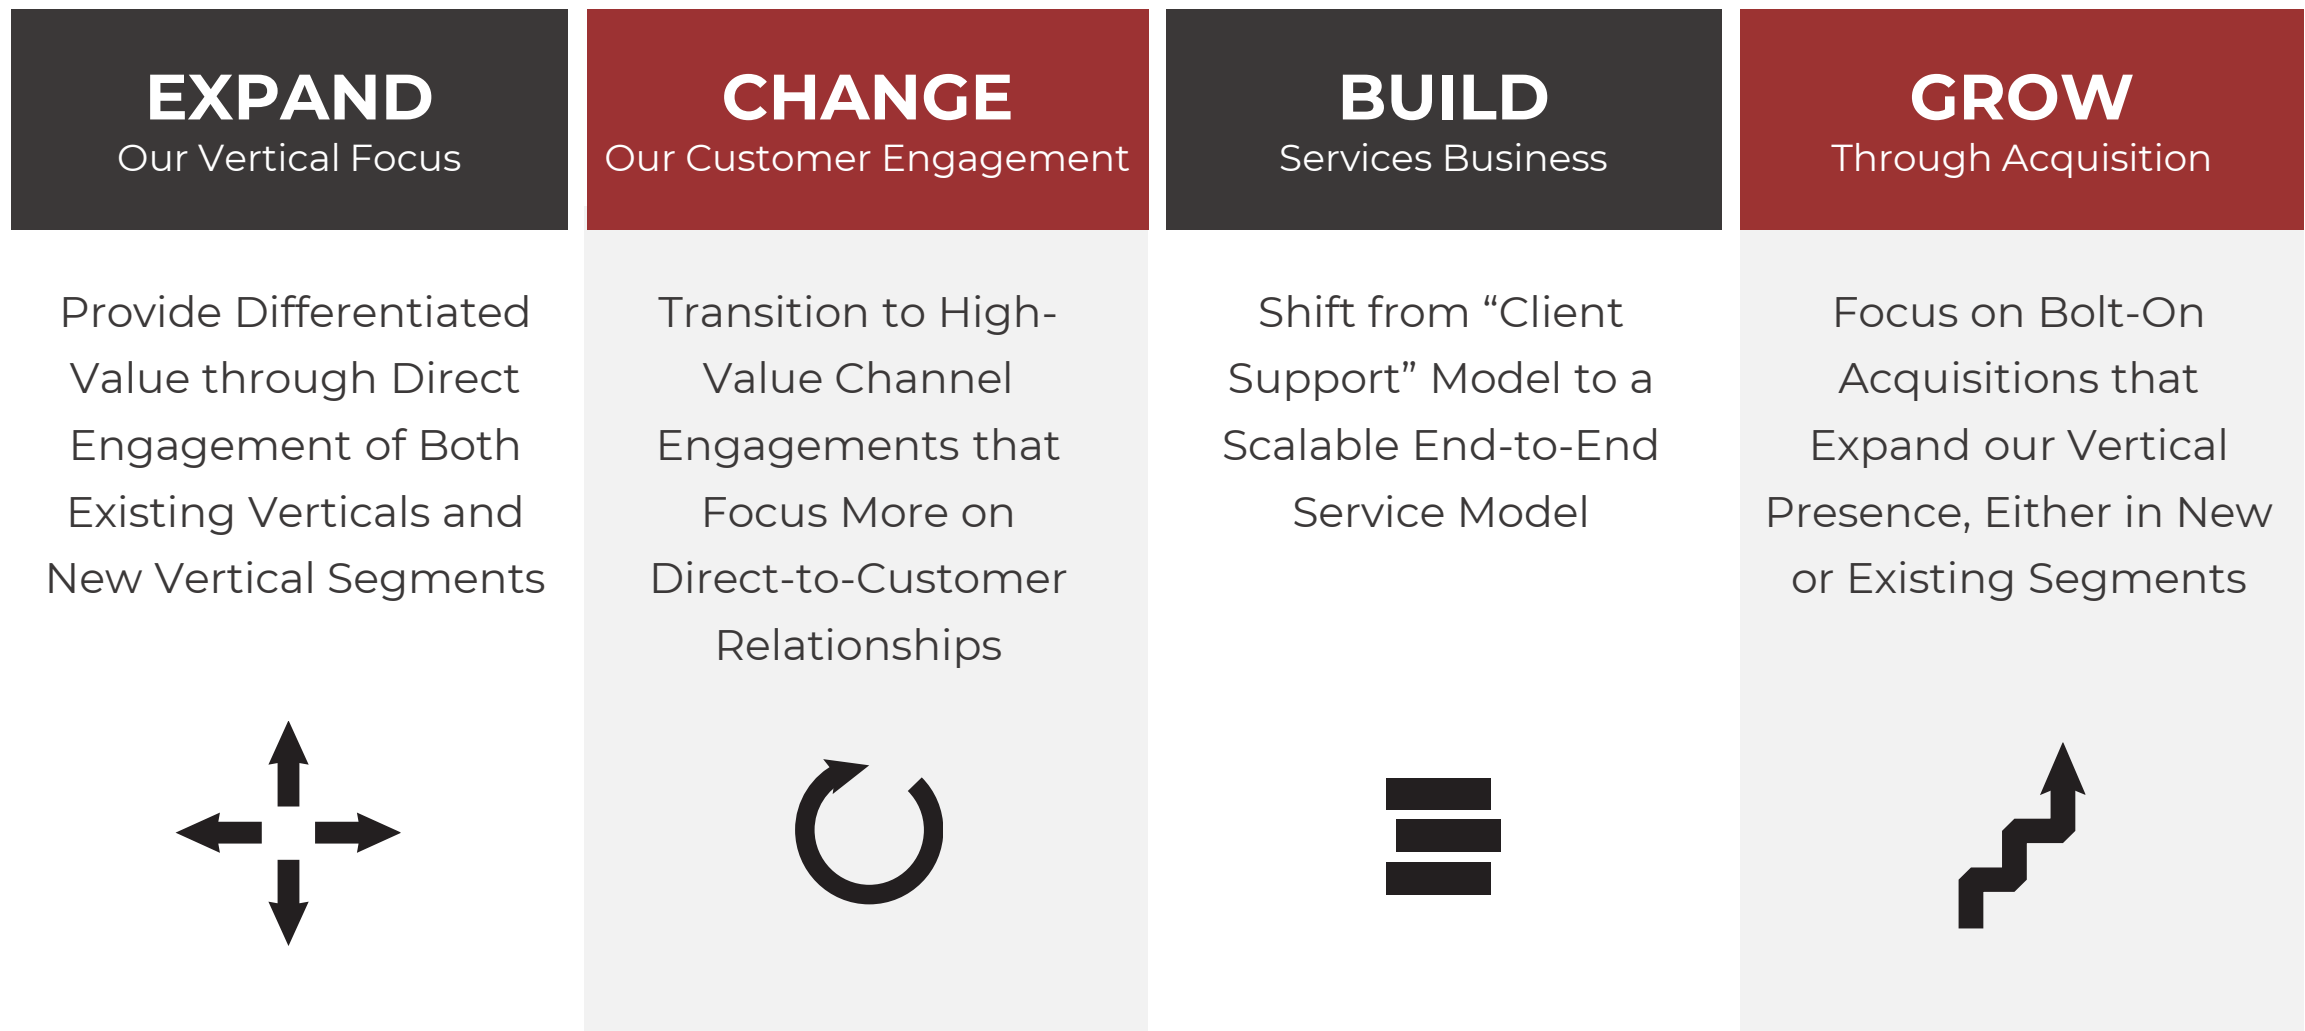 EXPAND
Our Vertical Focus
Provide Differentiated
Value through Direct
Engagement of Both
Existing Verticals and
New Vertical Segments
CHANGE
Our Customer Engagement
Transition to High-
Value Channel
Engagements that
Focus More on
Direct-to-Customer
Relationships
BUILD
Services Business
Shift from “Client
Support” Model to a
Scalable End-to-End
Service Model
GROW
Through Acquisition
Focus on Bolt-On
Acquisitions that
Expand our Vertical
Presence, Either in New
or Existing Segments